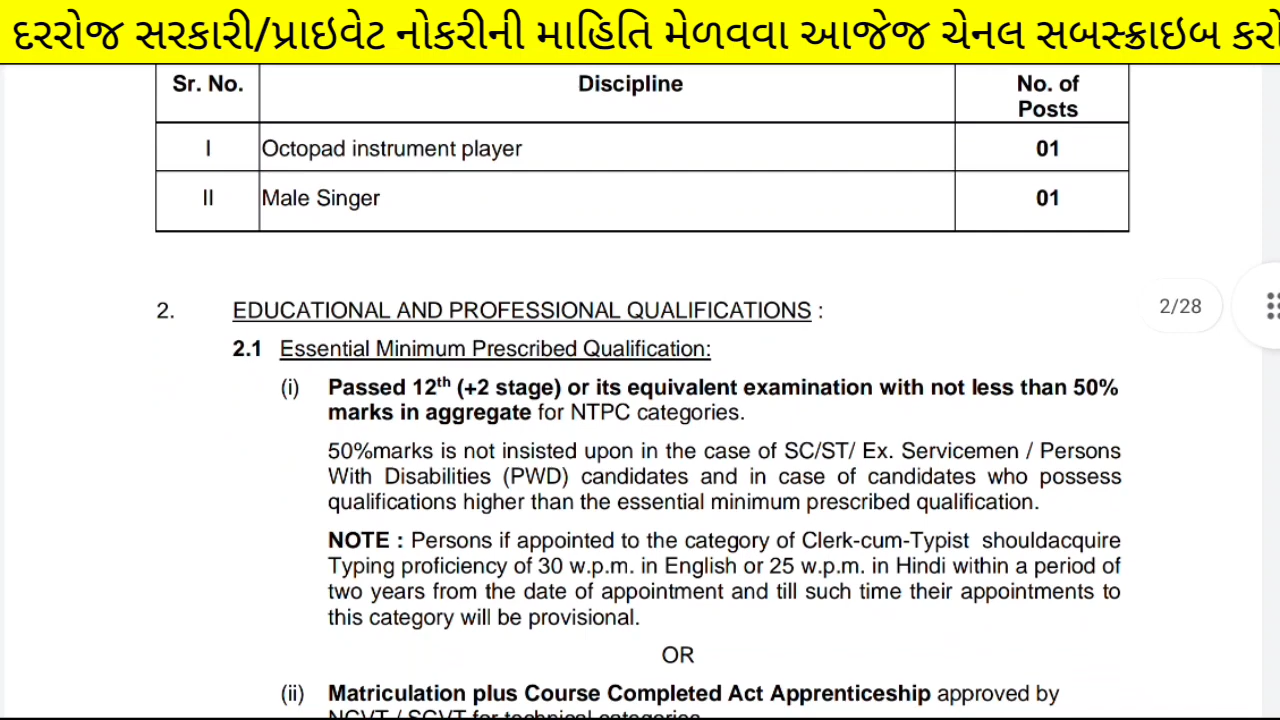 દરરોજ સરકારી/પ્રાઇવેટ નોકરીની માહિતિ મેળવવા આજેજ ચેનલ સબસ્ક્રાઇબ કરો
Sr. No. Discipline No. of
Posts
I Octopad instrument player 01
II Male Singer 01
2. EDUCATIONAL AND PROFESSIONAL QUALIFICATIONS :
2/28
2.1 Essential Minimum Prescribed Qualification:
(i) Passed 12th (+2 stage) or its equivalent examination with not less than 50%
marks in aggregate for NTPC categories.
50%marks is not insisted upon in the case of SC/ST/ Ex. Servicemen / Persons
With Disabilities (PWD) candidates and in case of candidates who possess
qualifications higher than the essential minimum prescribed qualification.
NOTE : Persons if appointed to the category of Clerk-cum-Typist shouldacquire
Typing proficiency of 30 w.p.m. in English or 25 w.p.m. in Hindi within a period of
two years from the date of appointment and till such time their appointments to
this category will be provisional.
OR
(ii) Matriculation plus Course Completed Act Apprenticeship approved by
NCVT / SCVT for technical categories